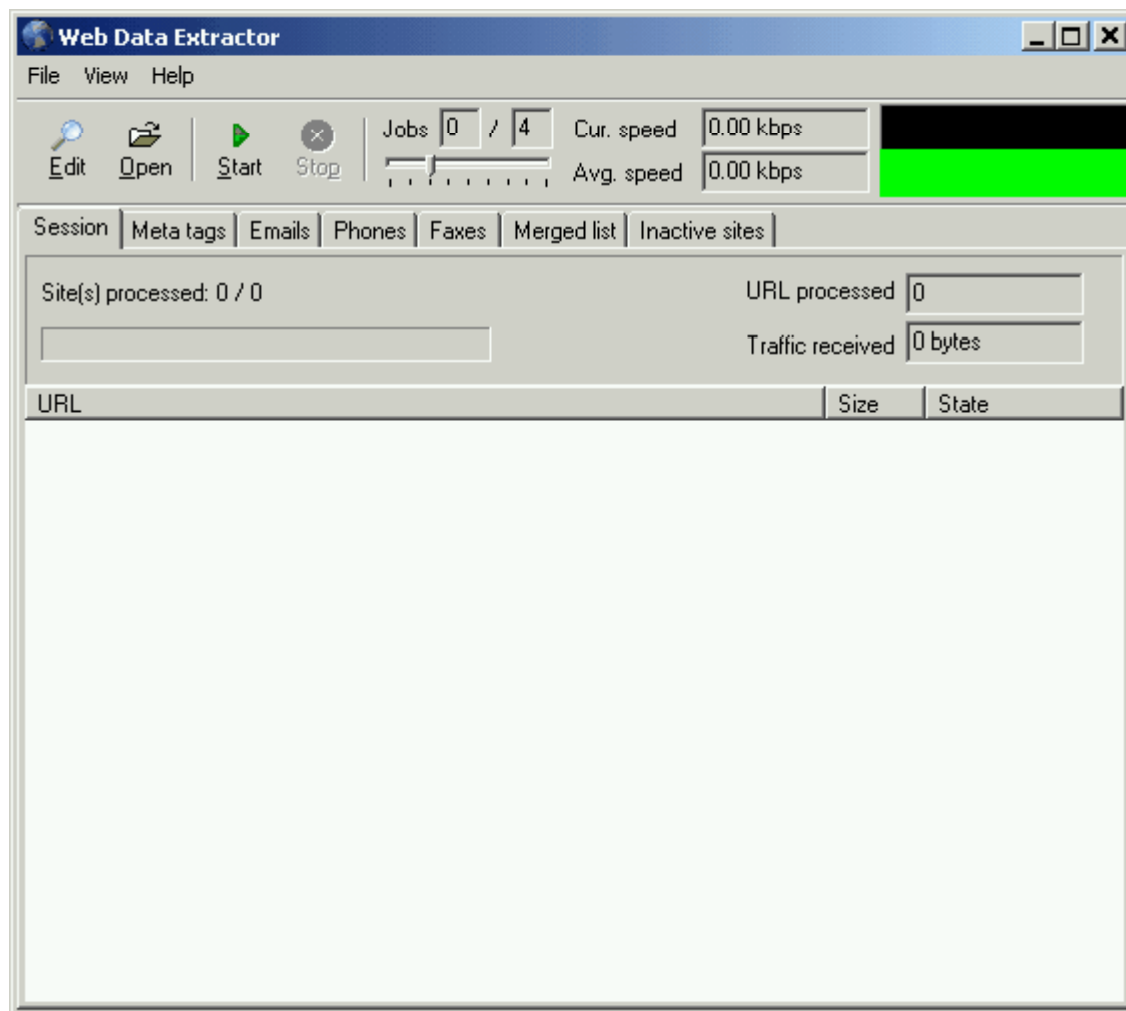 Web Data Extractor
File View Help
Edit Open Start Stop
Jobs 0 / 4
Cur. speed 0.00 kbps
Avg. speed 0.00 kbps
Session Meta tags Emails Phones Faxes Merged list Inactive sites
Site(s) processed: 0 / 0
URL processed 0
Traffic received 0 bytes
URL Size State